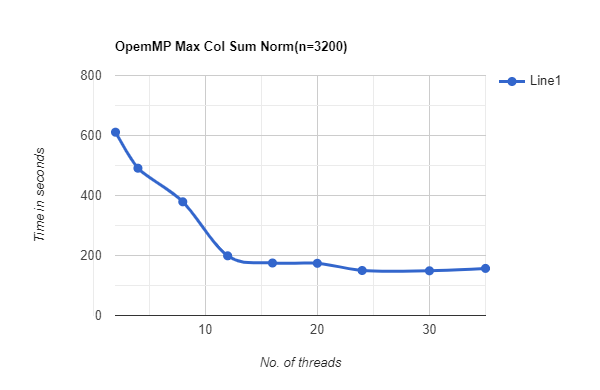 OpemMP Max Col Sum Norm(n=3200)
800
Line1
600
400
200
0
Time in seconds
10
20
30
No. of threads